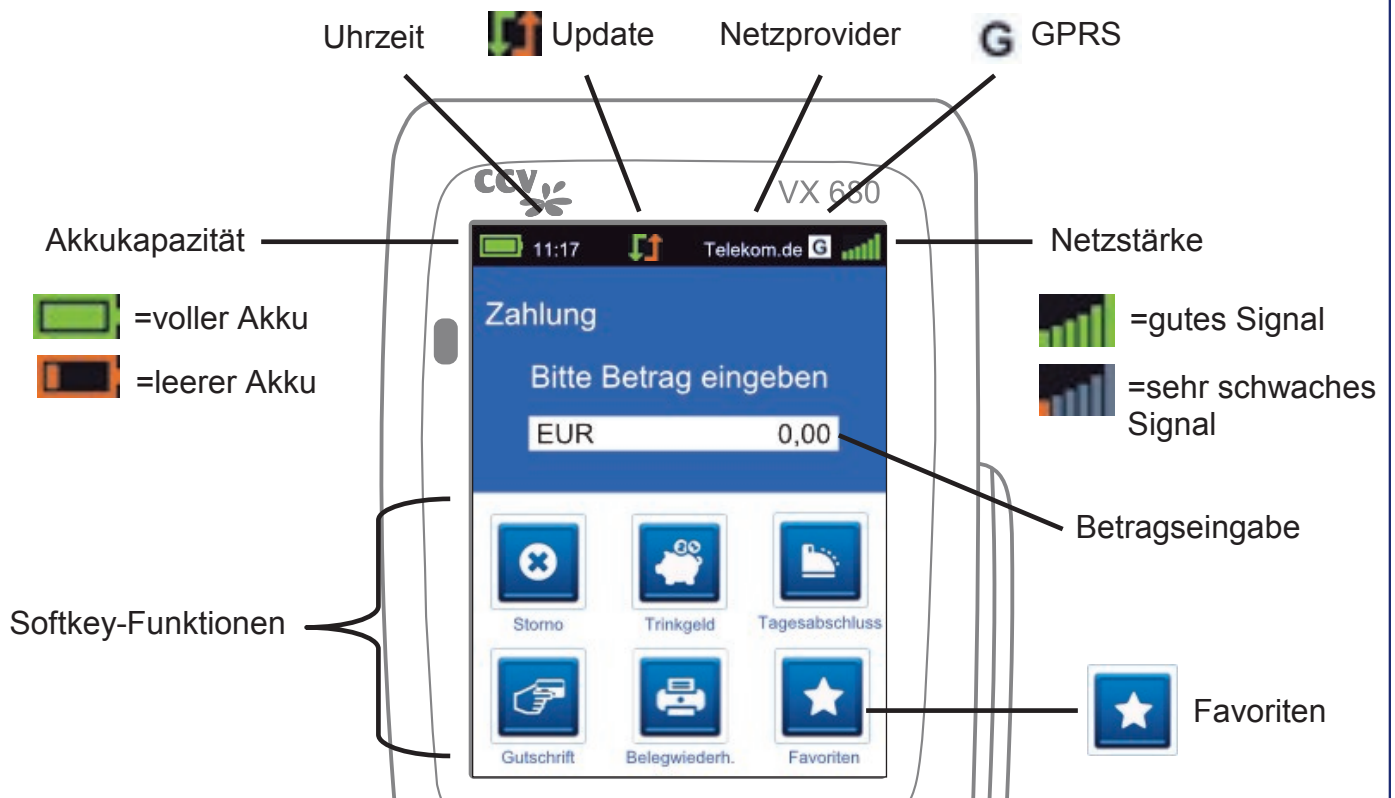 Uhrzeit
Update
Netzprovider
G GPRS
ccv
VX 680
Akkukapazität
11:17
Telekom.de G
Netzstärke
=voller Akku
=leerer Akku
Zahlung
Bitte Betrag eingeben
EUR 0,00
=gutes Signal
=sehr schwaches
Signal
Betragseingabe
Softkey-Funktionen
Storno
Trinkgeld
Tagesabschluss
Gutschrift
Belegwiederh.
Favoriten
Favoriten